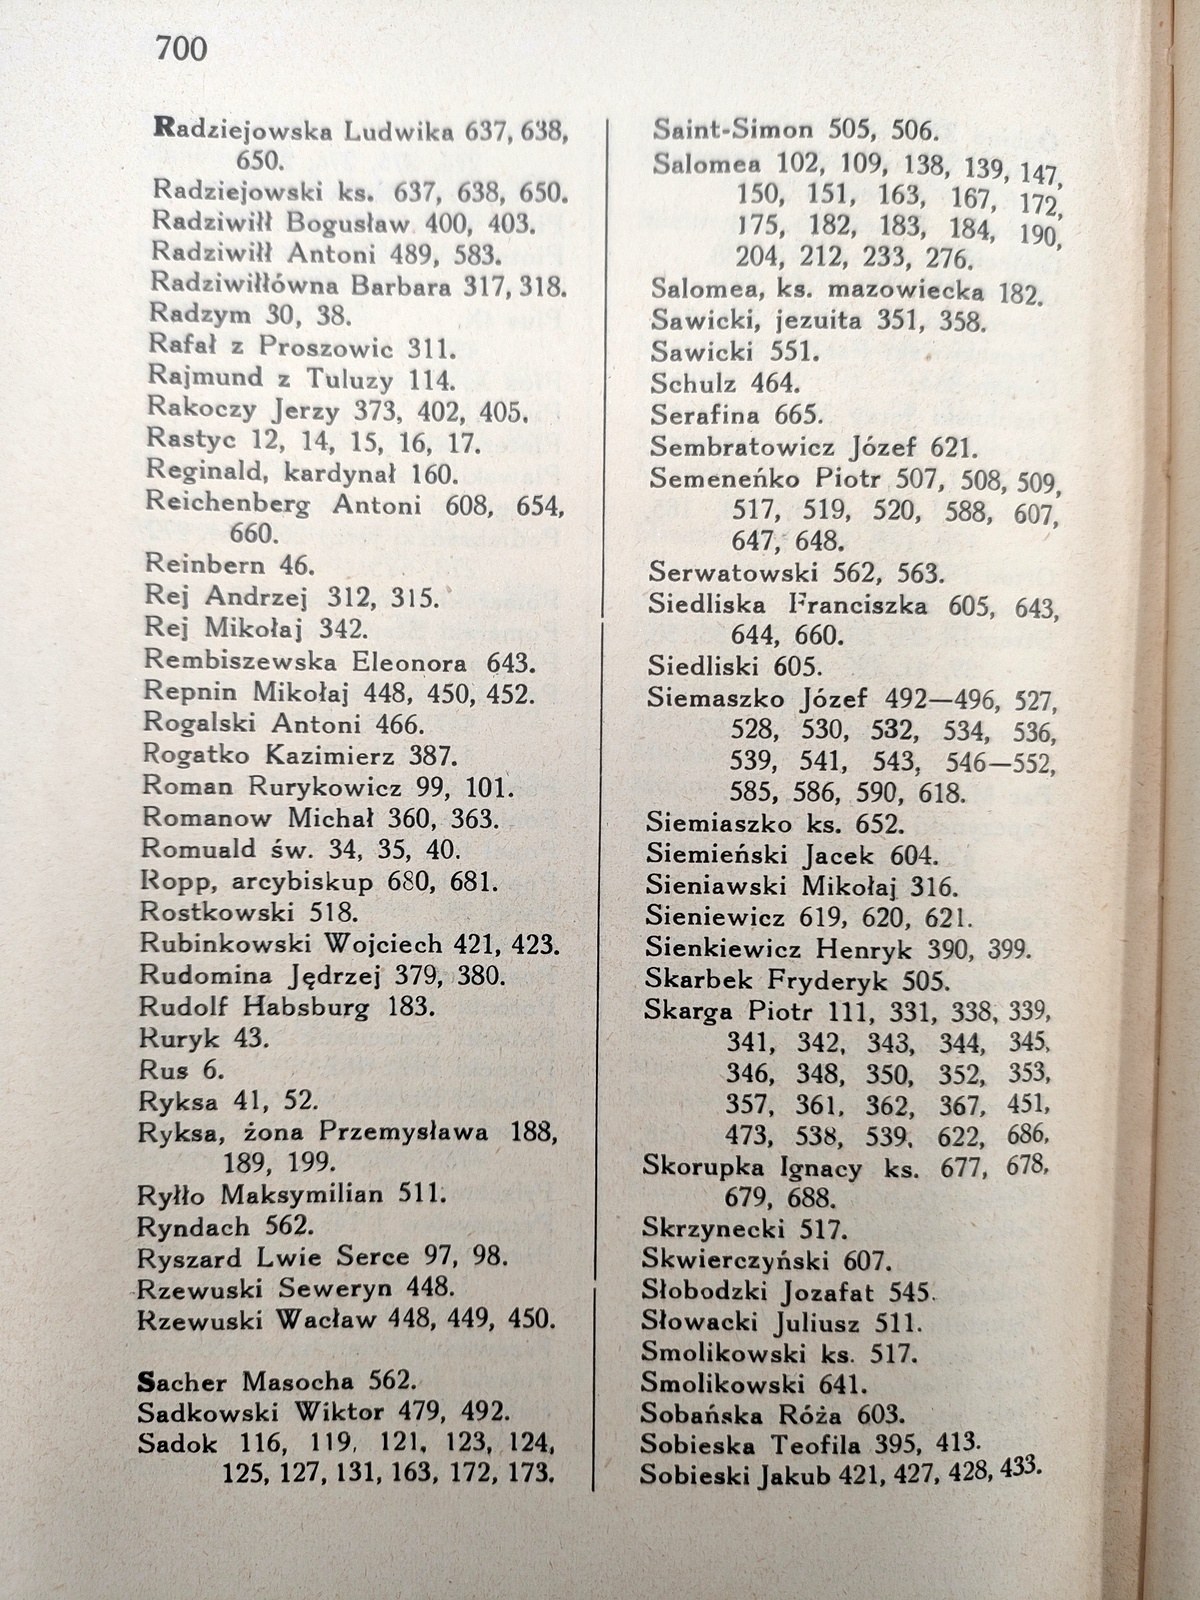 700
Radziejowska Ludwika 637, 638,
650.
Radziejowski ks. 637, 638, 650.
Radziwiłł Bogusław 400, 403.
Radziwiłł Antoni 489, 583.
Radziwiłłówna Barbara 317, 318.
Radzym 30, 38.
Rafał z Proszowic 311.
Rajmund z Tuluzy 114.
Rakoczy Jerzy 373, 402, 405.
Rastyc 12, 14, 15, 16, 17.
Reginald, kardynał 160.
Reichenberg Antoni 608, 654,
660.
Reinbern 46.
Rej Andrzej 312, 315.
Rej Mikołaj 342.
Rembiszewska Eleonora 643.
Repnin Mikołaj 448, 450, 452.
Rogalski Antoni 466.
Rogatko Kazimierz 387.
Roman Rurykowicz 99, 101.
Romanow Michał 360, 363.
Romuald św. 34, 35, 40.
Ropp, arcybiskup 680, 681.
Rostkowski 518.
Rubinkowski Wojciech 421, 423.
Rudomina Jędrzej 379, 380.
Rudolf Habsburg 183.
Ruryk 43.
Rus 6.
Ryksa 41, 52.
Ryksa, żona Przemysława 188,
189, 199.
Ryłło Maksymilian 511.
Ryndach 562.
Ryszard Lwie Serce 97, 98.
Rzewuski Seweryn 448.
Rzewuski Wacław 448, 449, 450.
Sacher Masocha 562.
Sadkowski Wiktor 479, 492.
Sadok 116, 119, 121, 123, 124,
125, 127, 131, 163, 172, 173.
Saint-Simon 505, 506.
Salomea 102, 109, 138, 139, 147,
150, 151, 163, 167, 172,
175, 182, 183, 184, 190,
204, 212, 233, 276.
Salomea, ks. mazowiecka 182.
Sawicki, jezuita 351, 358.
Sawicki 551.
Schulz 464.
Serafina 665.
Sembratowicz Józef 621.
Semeneńko Piotr 507, 508, 509,
517, 519, 520, 588, 607,
647, 648.
Serwatowski 562, 563.
Siedliska Franciszka 605, 643,
644, 660.
Siedliski 605.
Siemaszko Józef 492—496, 527,
528, 530, 532, 534, 536,
539, 541, 543, 546—552,
585, 586, 590, 618.
Siemiaszko ks. 652.
Siemieński Jacek 604.
Sieniawski Mikołaj 316.
Sieniewicz 619, 620, 621.
Sienkiewicz Henryk 390, 399.
Skarbek Fryderyk 505.
Skarga Piotr 111, 331, 338, 339,
341, 342, 343, 344, 345,
346, 348, 350, 352, 353,
357, 361, 362, 367, 451,
473, 538, 539, 622, 686.
Skorupka Ignacy ks. 677, 678,
679, 688.
Skrzynecki 517.
Skwierczyński 607.
Słobodzki Jozafat 545.
Słowacki Juliusz 511.
Smolikowski ks. 517.
Smolikowski 641.
Sobańska Róża 603.
Sobieska Teofila 395, 413.
Sobieski Jakub 421, 427, 428, 433.